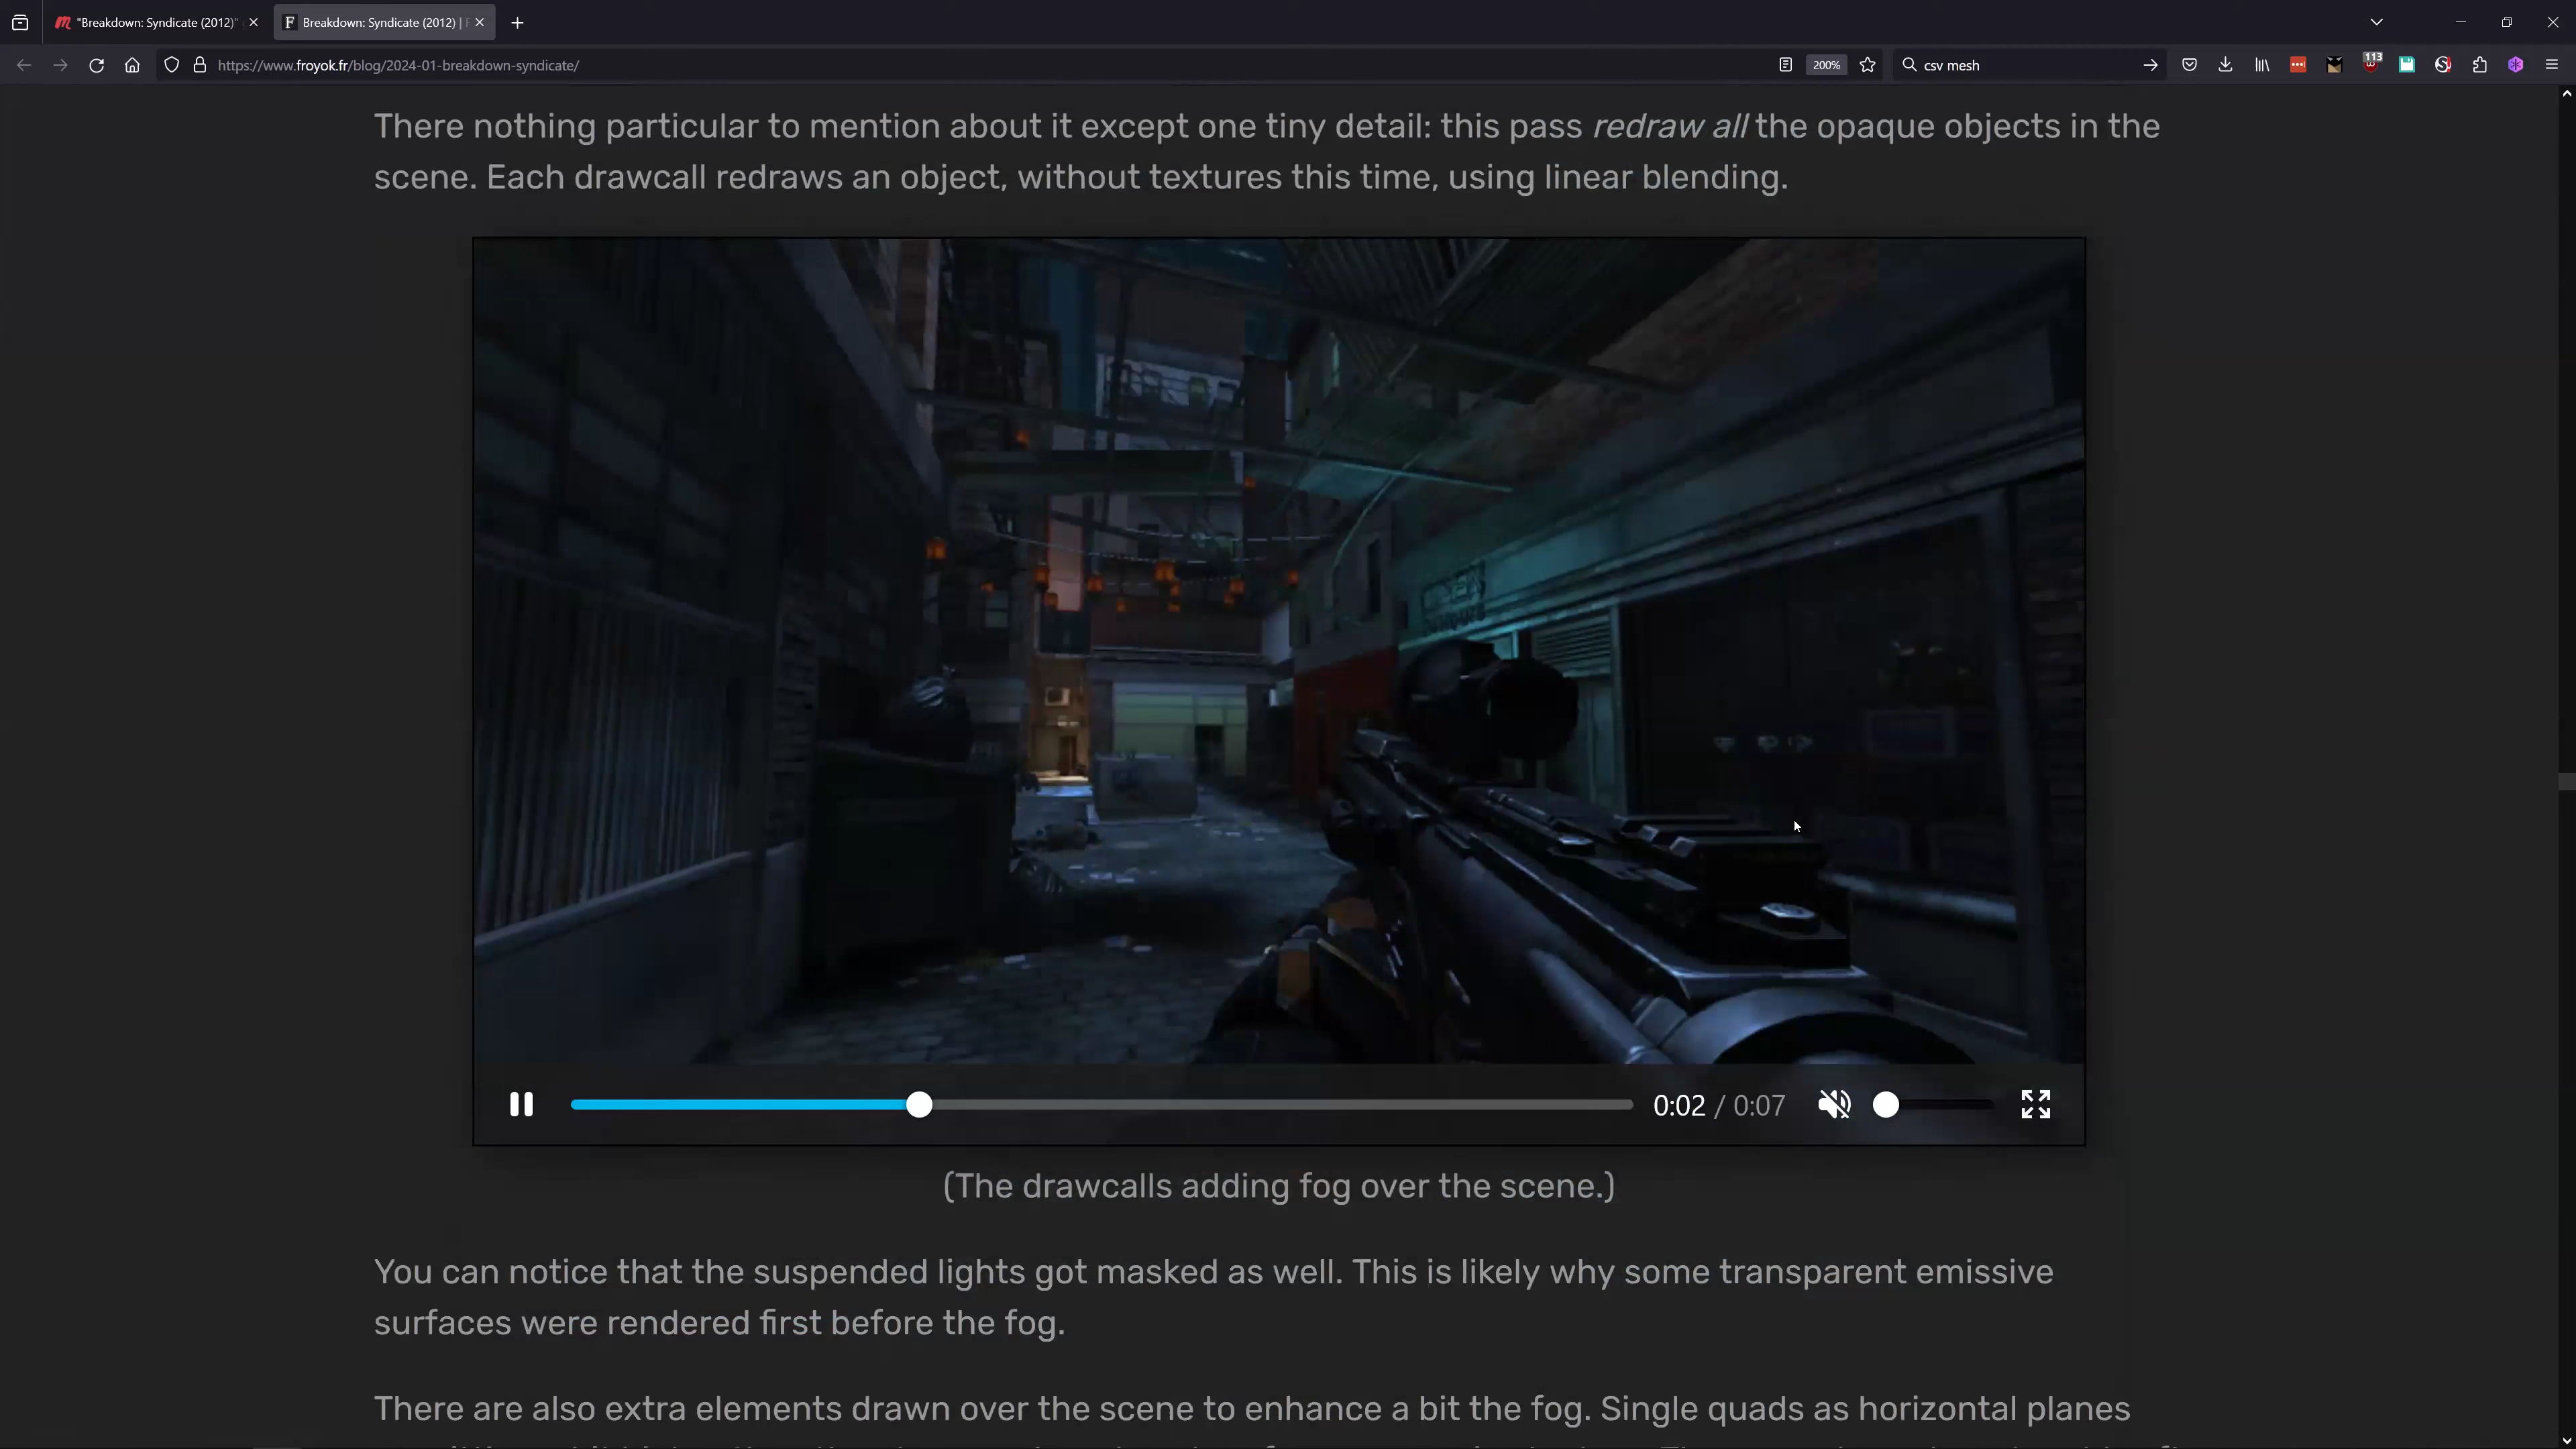 "Breakdown: Syndicate (2012)"
Breakdown: Syndicate (2012) |
https://www.froyok.fr/blog/2024-01-breakdown-syndicate/
200%
csv mesh
113
There nothing particular to mention about it except one tiny detail: this pass redraw all the opaque objects in the
scene. Each drawcall redraws an object, without textures this time, using linear blending.
0:02 / 0:07
(The drawcalls adding fog over the scene.)
You can notice that the suspended lights got masked as well. This is likely why some transparent emissive
surfaces were rendered first before the fog.
There are also extra elements drawn over the scene to enhance a bit the fog. Single quads as horizontal planes